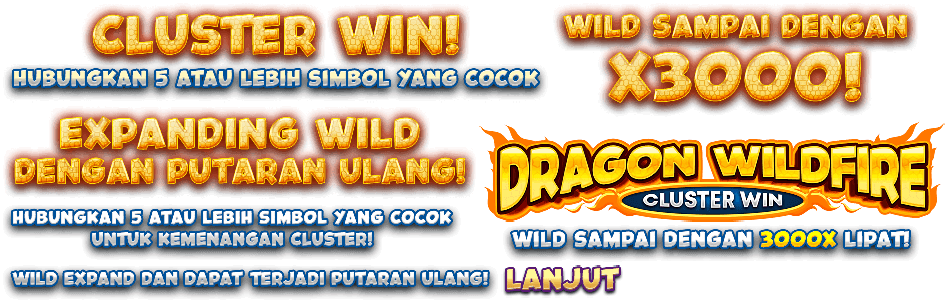 CLUSTER WIN!
HUBUNGKAN 5 ATAU LEBIH SIMBOL YANG COCOK
WILD SAMPAI DENGAN
X3000!
EXPANDING WILD
DENGAN PUTARAN ULANG!
DRAGON WILDFIRE
CLUSTER WIN
HUBUNGKAN 5 ATAU LEBIH SIMBOL YANG COCOK
UNTUK KEMENANGAN CLUSTER!
WILD SAMPAI DENGAN 3000X LIPAT!
WILD EXPAND DAN DAPAT TERJADI PUTARAN ULANG!
LANJUT